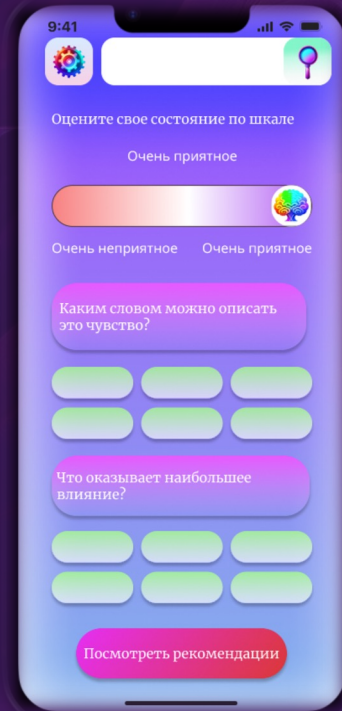 9:41
Оцените свое состояние по шкале
Очень приятное
Очень неприятное Очень приятное
Каким словом можно описать
это чувство?
Что оказывает наибольшее
влияние?
Посмотреть рекомендации